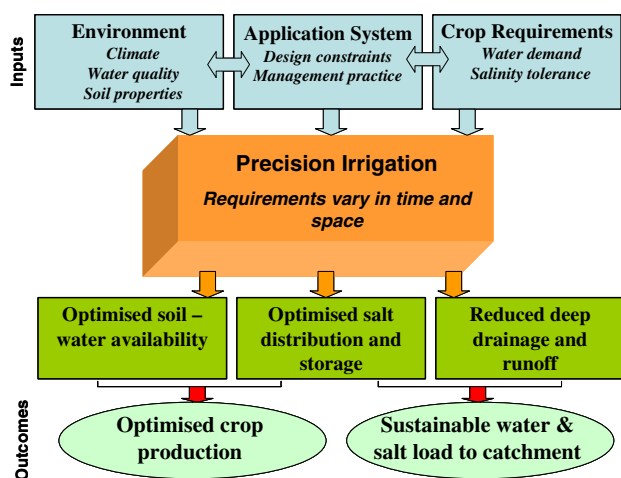 Inputs
Environment
Climate
Water quality
Soil properties
Application System
Design constraints
Management practice
Crop Requirements
Water demand
Salinity tolerance
Precision Irrigation
Requirements vary in time and
space
Optimised soil –
water availability
Optimised salt
distribution and
storage
Reduced deep
drainage and
runoff
Outcomes
Optimised crop
production
Sustainable water &
salt load to catchment